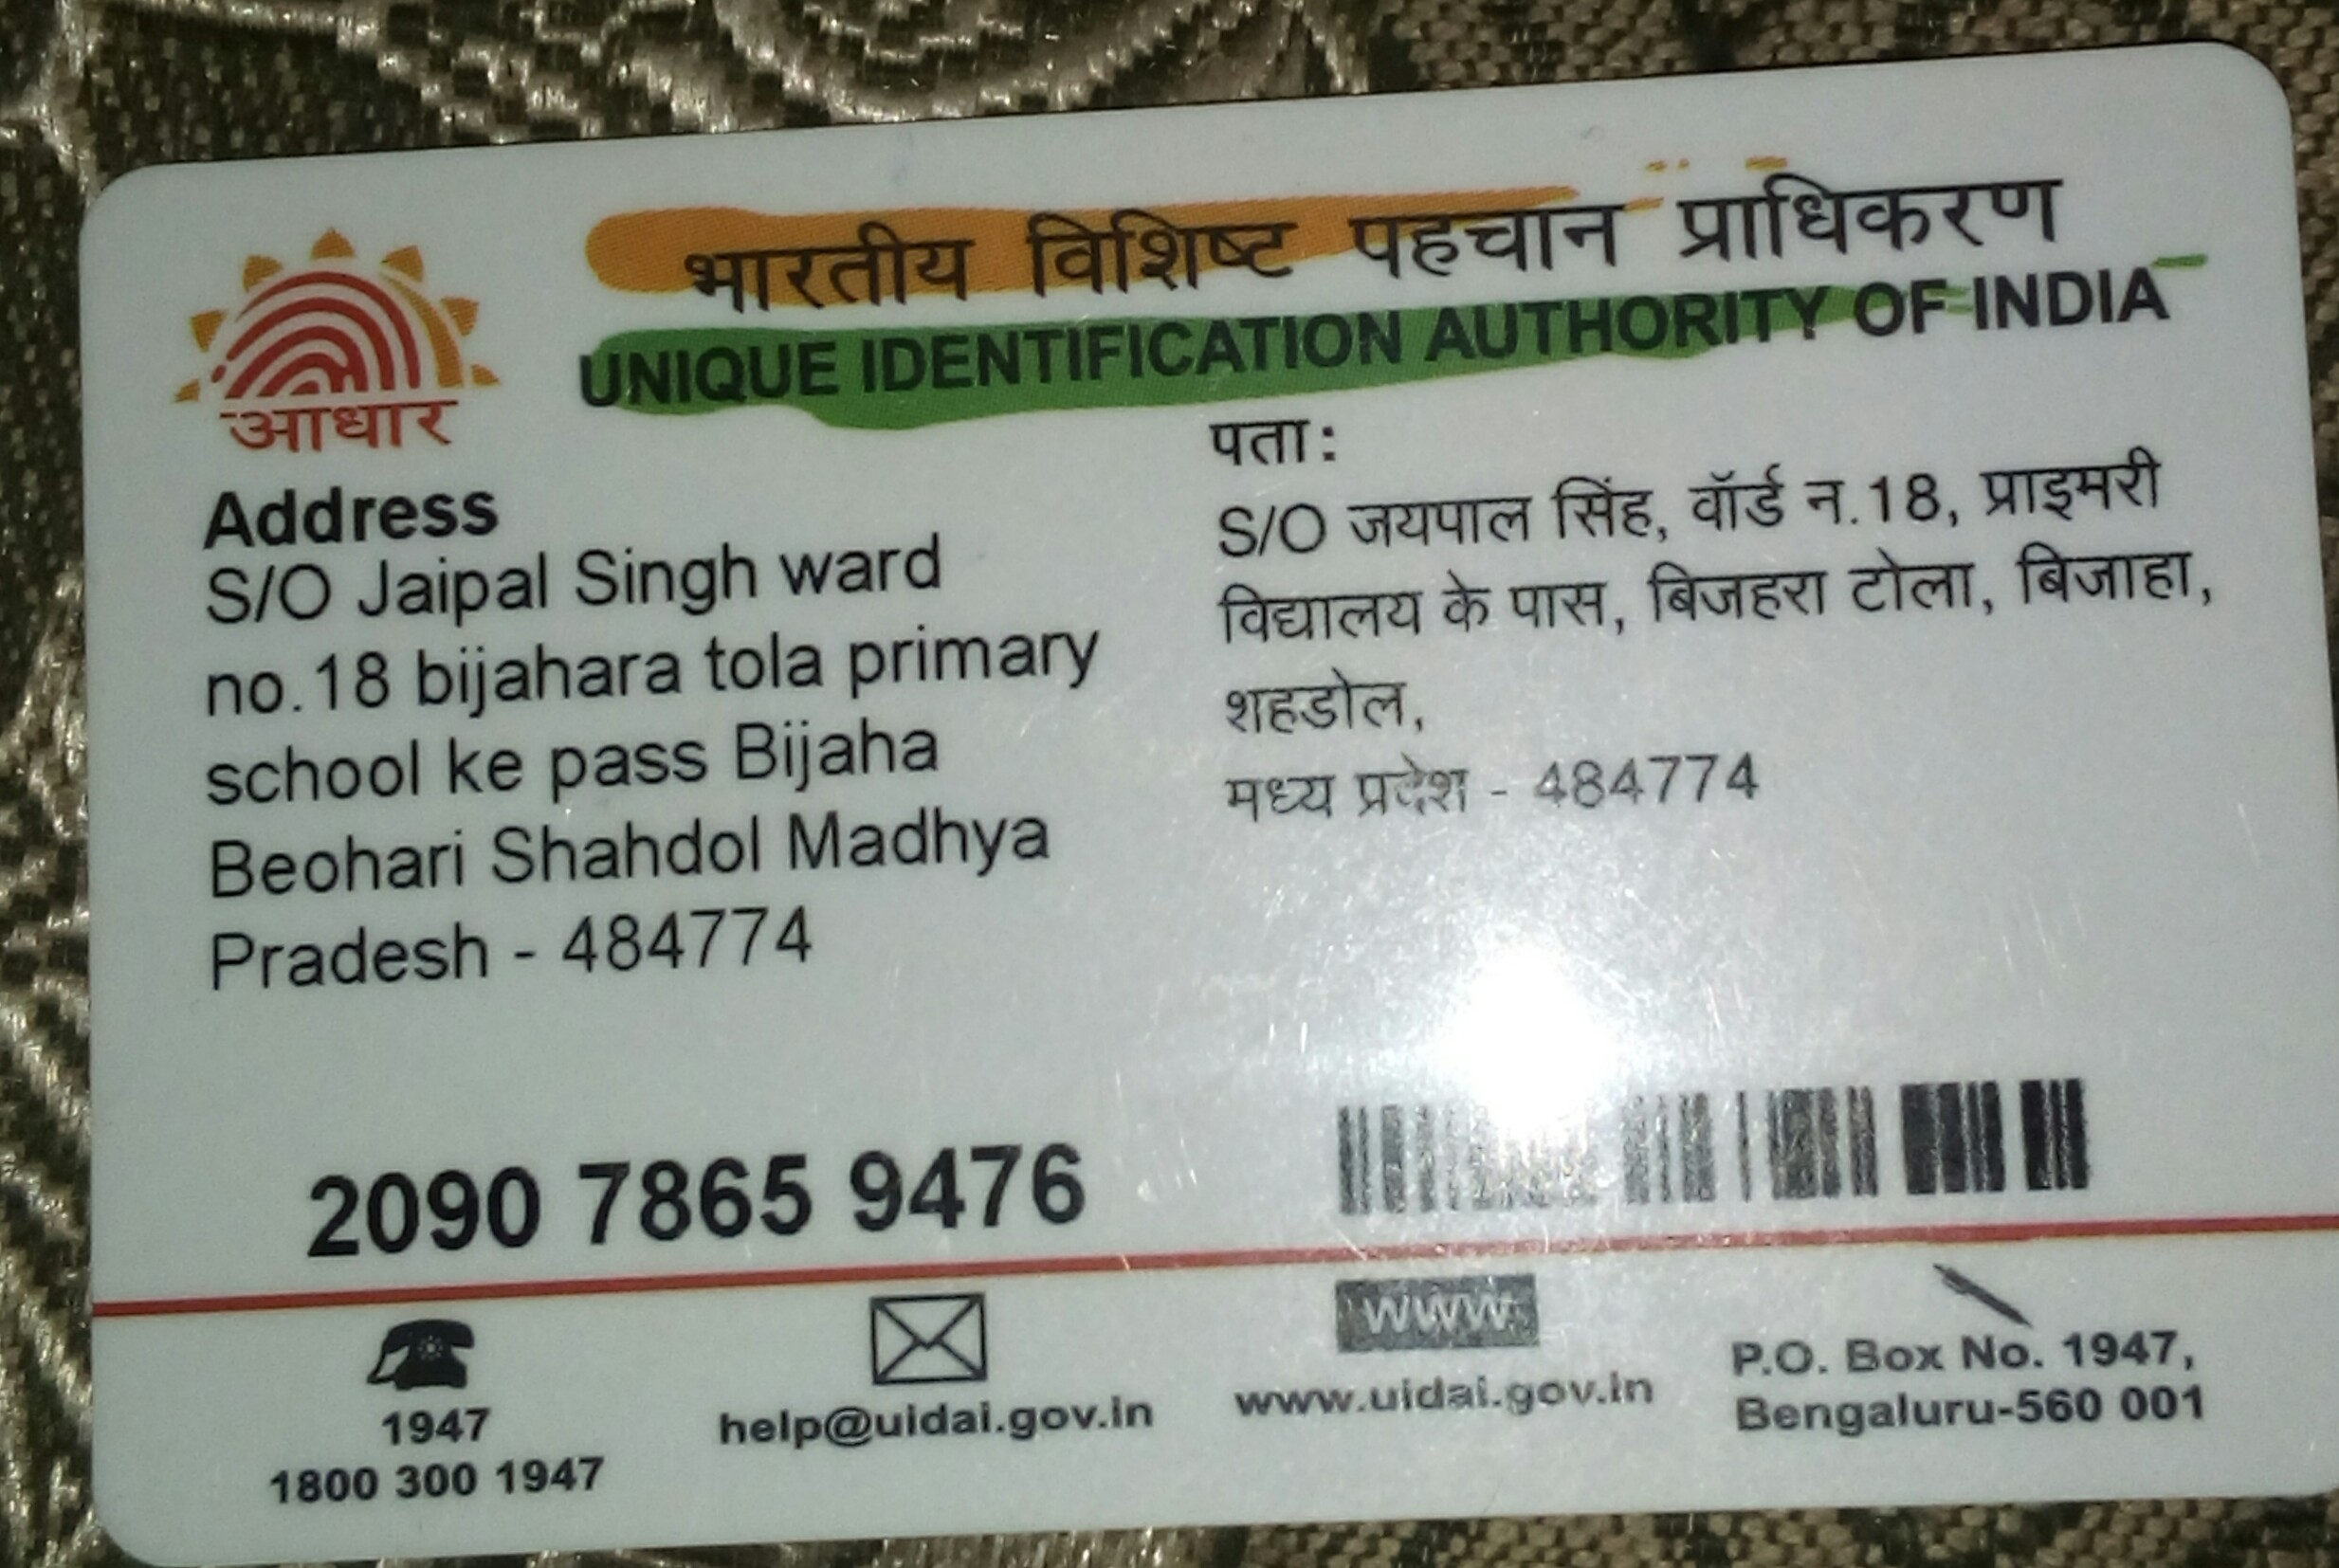 भारतीय विशिष्ट पहचान प्राधिकरण
UNIQUE IDENTIFICATION AUTHORITY OF INDIA
आधार
Address
S/O Jaipal Singh ward
no.18 bijahara tola primary
school ke pass Bijaha
Beohari Shahdol Madhya
Pradesh - 484774
पता:
S/O जयपाल सिंह, वॉर्ड न.18, प्राइमरी
विद्यालय के पास, बिजहरा टोला, बिजाहा,
शहडोल,
मध्य प्रदेश - 484774
2090 7865 9476
1947
1800 300 1947
help@uidai.gov.in
www
www.uidai.gov.in
P.O. Box No. 1947,
Bengaluru-560 001